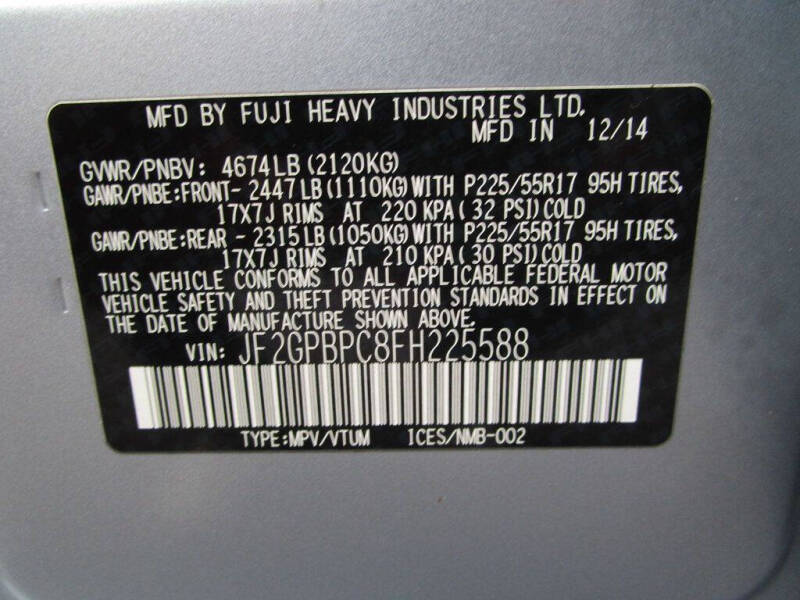 MFD BY FUJI HEAVY INDUSTRIES LTD.
MFD IN 12/14
GVWR/PNBV: 4674LB(2120KG)
GAWR/PNBE:FRONT- 2447LB(1110KG)WITH P225/55R17 95H TIRES,
17X7J RIMS AT 220 KPA( 32 PSI)COLD
GAWR/PNBE:REAR - 2315LB(1050KG)WITH P225/55R17 95H TIRES,
17X7J RIMS AT 210 KPA( 30 PSI)COLD
THIS VEHICLE CONFORMS TO ALL APPLICABLE FEDERAL MOTOR
VEHICLE SAFETY AND THEFT PREVENTION STANDARDS IN EFFECT ON
THE DATE OF MANUFACTURE SHOWN ABOVE.
VIN: JF2GPBPC8FH225588
TYPE:MPV/VTUM ICES/NMB-002